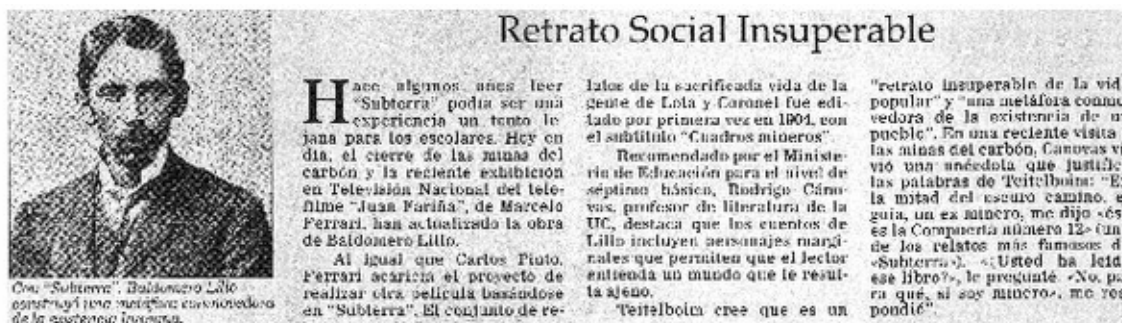 Retrato Social Insuperable
Hace algunos años leer
"Subterra" podía ser una
experiencia un tanto le-
jana para los escolares. Hoy en
día, el cierre de las minas del
carbón y la reciente exhibición
en Televisión Nacional del tele-
filme "Juan Fariña", de Marcelo
Ferrari, han actualizado la obra
de Baldomero Lillo.
Al igual que Carlos Pinto,
Ferrari acaricia el proyecto de
realizar otra película basándose
en "Subterra". El conjunto de re-
latos de la sacrificada vida de la
gente de Lota y Coronel fue edi-
tado por primera vez en 1904, con
el subtítulo "Cuadros mineros".
Recomendado por el Ministe-
rio de Educación para el nivel de
séptimo básico, Rodrigo Cáno-
vas, profesor de literatura de la
UC, destaca que los cuentos de
Lillo incluyen personajes margi-
nales que permiten que el lector
entienda un mundo que le resul-
ta ajeno.
Teitelboim cree que es un
"retrato insuperable de la vid
popular" y "una metáfora conmo
vedora de la existencia de u
pueblo". En una reciente visita
las minas del carbón, Cánovas vi
vió una anécdota que justific
las palabras de Teitelboim: "E
la mitad del oscuro camino, e
guía, un ex minero, me dijo «és
es la Compuerta número 12» (un
de los relatos más famosos d
«Subterra»). «¿Usted ha leíd
ese libro?», le pregunté. «No, pa
ra qué, si soy minero», me res
pondió".
Con "Subterra", Baldomero Lillo
construyó una metáfora conmovedora
de la existencia humana.